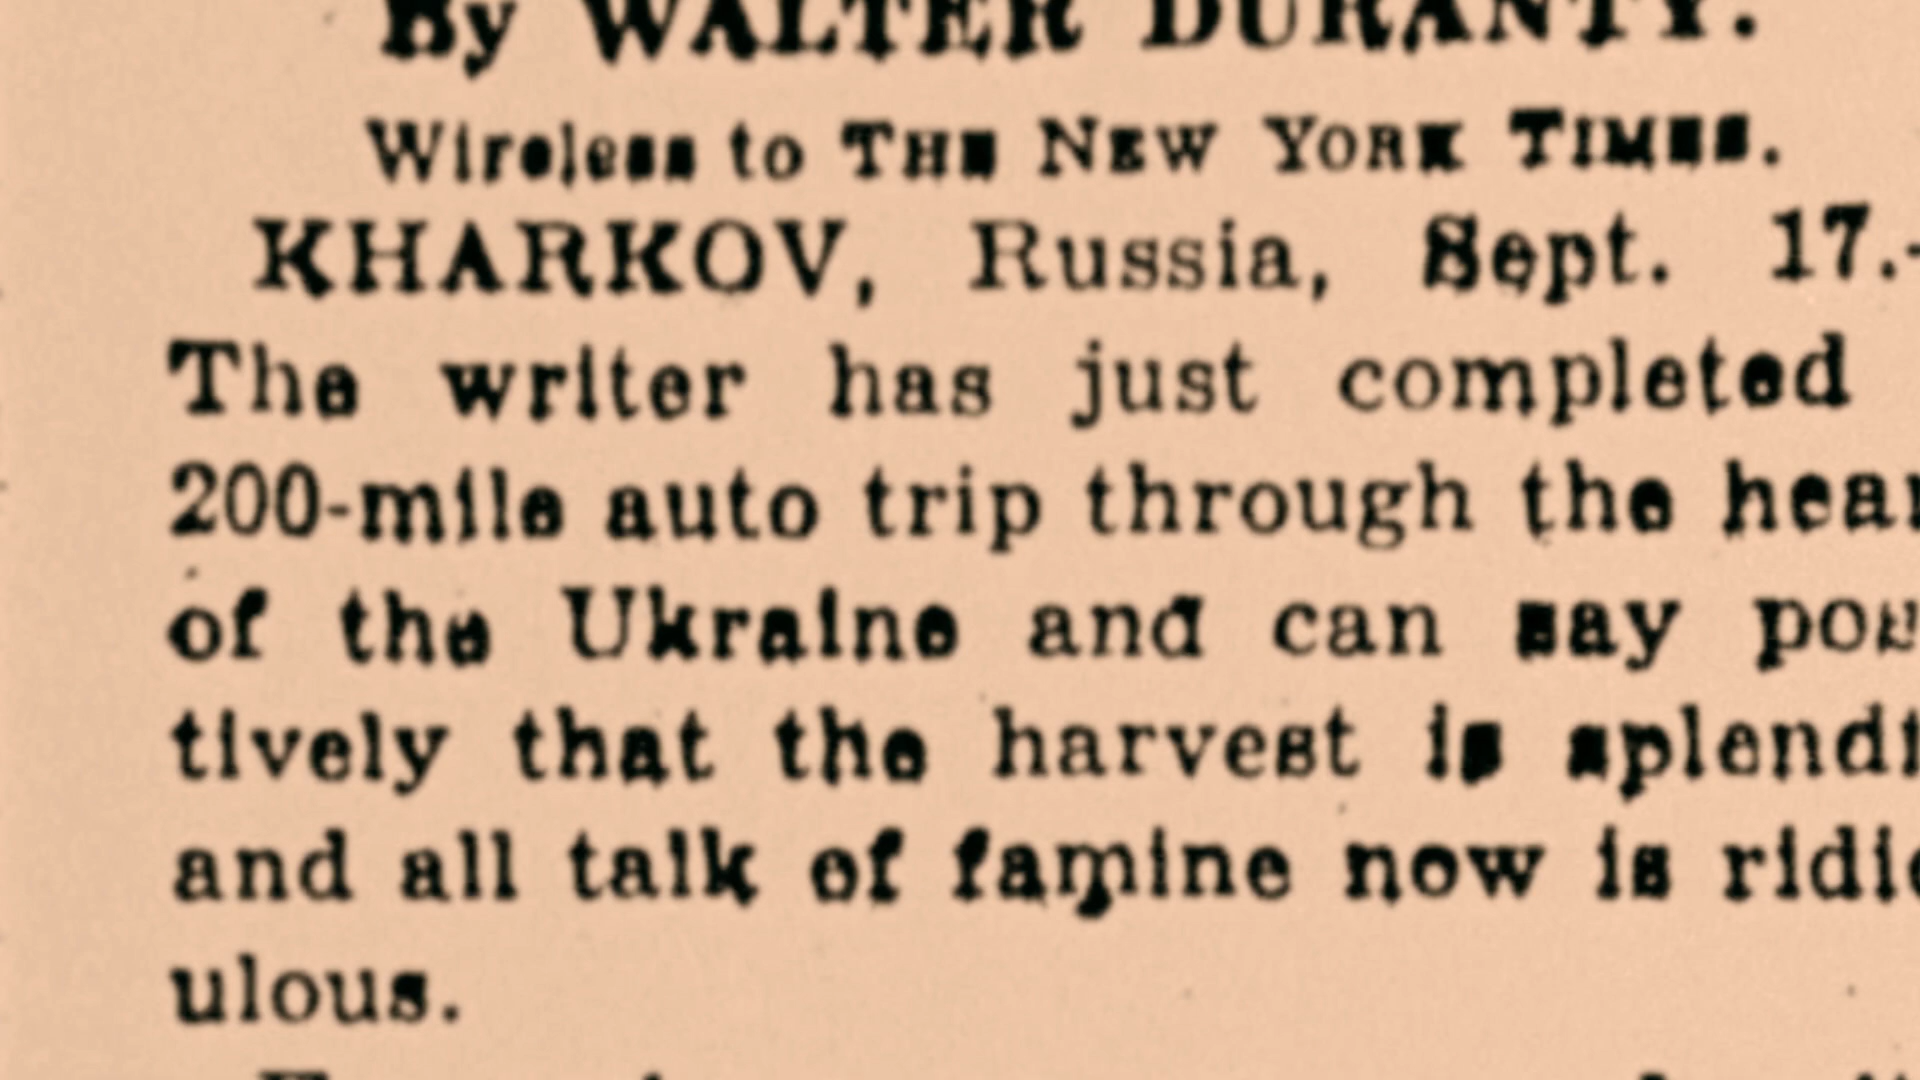 By WALTER DURANTY.
Wireless to THE NEW YORK TIMES.
KHARKOV, Russia, Sept. 17.-
The writer has just completed
200-mile auto trip through the hear
of the Ukraine and can say pos
tively that the harvest is splendi
and all talk of famine now is ridic
ulous.